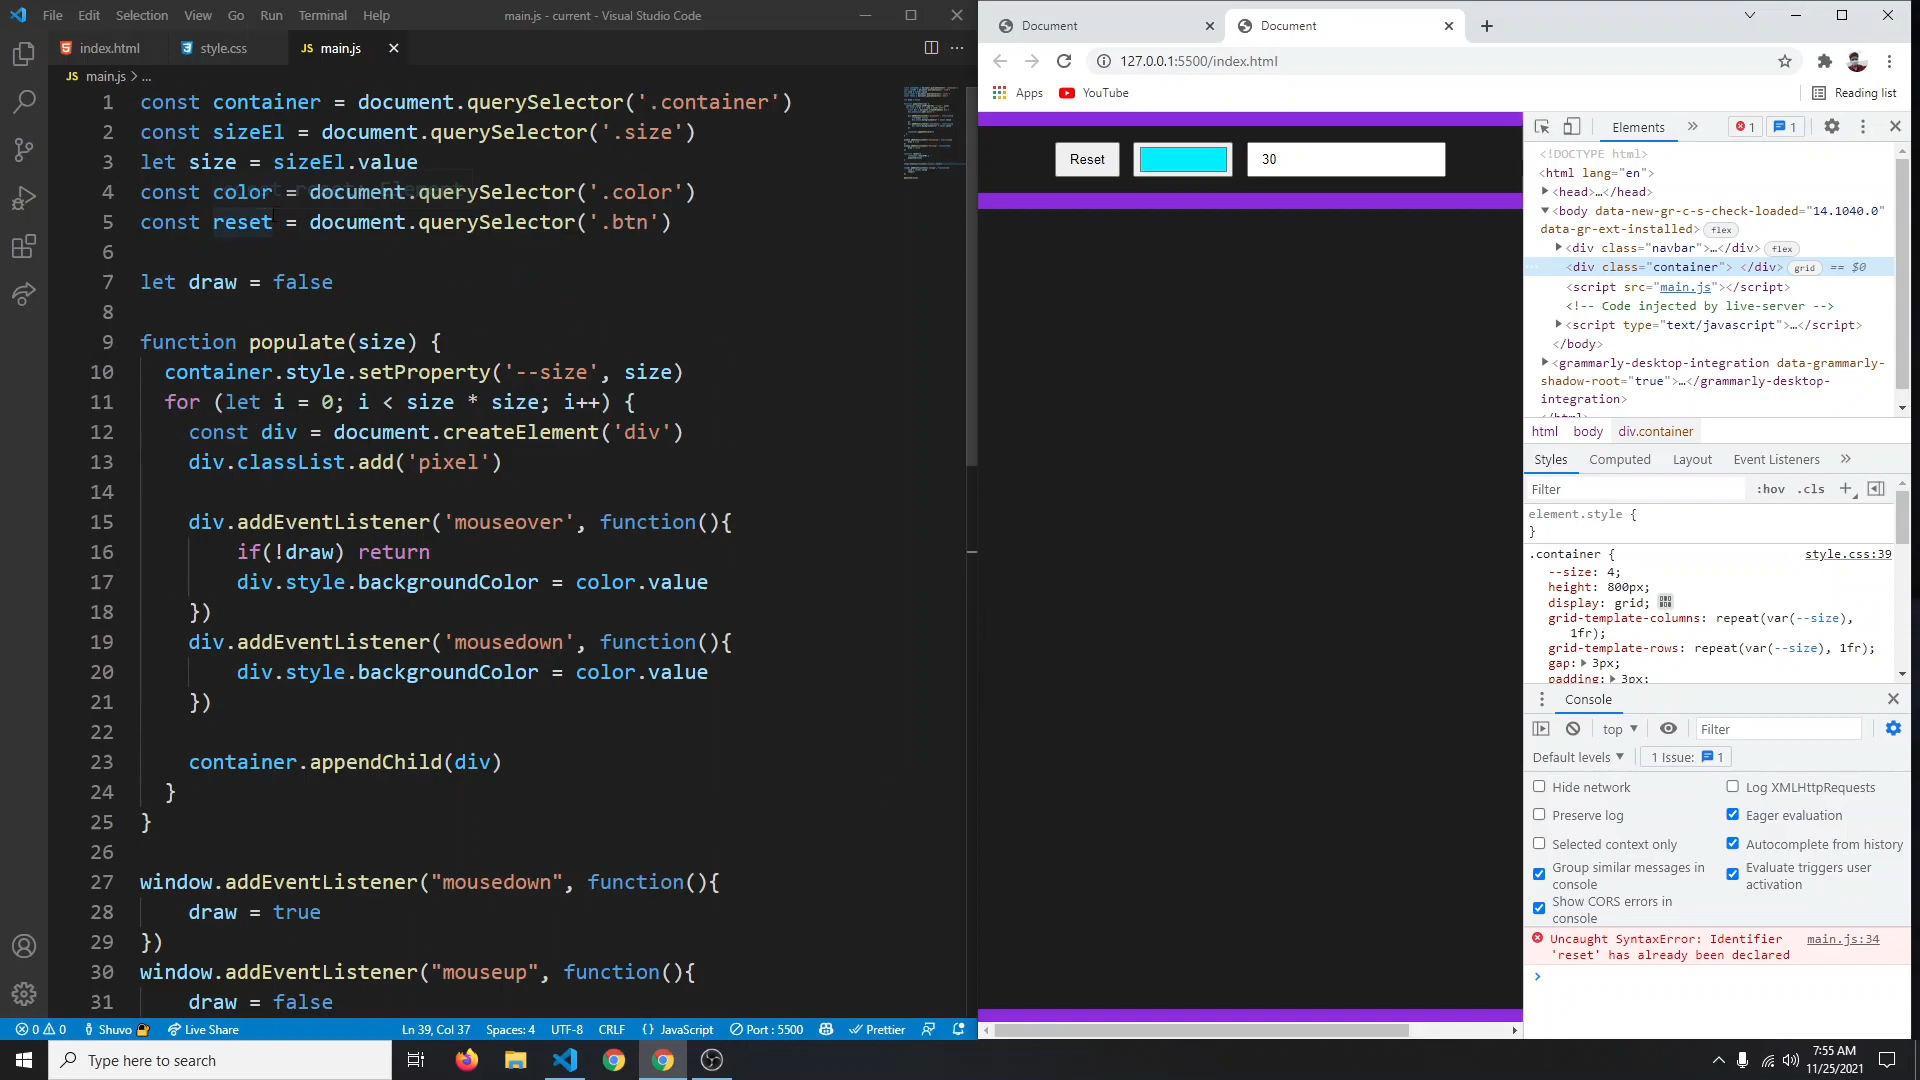 File Edit Selection View Go Run Terminal Help
main.js - current - Visual Studio Code
index.html
style.css
JS main.js
JS main.js > ...
1 const container = document.querySelector('.container')
2 const sizeEl = document.querySelector('.size')
3 let size = sizeEl.value
4 const color = document.querySelector('.color')
5 const reset = document.querySelector('.btn')
6
7 let draw = false
8
9 function populate(size) {
10 container.style.setProperty('--size', size)
11 for (let i = 0; i < size * size; i++) {
12 const div = document.createElement('div')
13 div.classList.add('pixel')
14
15 div.addEventListener('mouseover', function(){
16 if(!draw) return
17 div.style.backgroundColor = color.value
18 })
19 div.addEventListener('mousedown', function(){
20 div.style.backgroundColor = color.value
21 })
22
23 container.appendChild(div)
24 }
25 }
26
27 window.addEventListener("mousedown", function(){
28 draw = true
29 })
30 window.addEventListener("mouseup", function(){
31 draw = false
0 0 Shuvo Live Share
Ln 39, Col 37 Spaces: 4 UTF-8 CRLF {} JavaScript Port : 5500 Prettier
Document
Document
127.0.0.1:5500/index.html
Apps YouTube Reading list
Reset
30
Elements 1 1
<!DOCTYPE html>
<html lang="en">
<head>…</head>
<body data-new-gr-c-s-check-loaded="14.1040.0"
data-gr-ext-installed> flex
<div class="navbar">…</div> flex
<div class="container"> </div> grid == $0
<script src="main.js"></script>
<!-- Code injected by live-server -->
<script type="text/javascript">…</script>
</body>
<grammarly-desktop-integration data-grammarly-
shadow-root="true">…</grammarly-desktop-
integration>
</html>
html body div.container
Styles Computed Layout Event Listeners
Filter :hov .cls
element.style {
}
.container { style.css:39
--size: 4;
height: 800px;
display: grid;
grid-template-columns: repeat(var(--size),
1fr);
grid-template-rows: repeat(var(--size), 1fr);
gap: 3px;
padding: 3px;
Console
top Filter
Default levels 1 Issue: 1
Hide network Log XMLHttpRequests
Preserve log Eager evaluation
Selected context only Autocomplete from history
Group similar messages in console Evaluate triggers user activation
Show CORS errors in console
Uncaught SyntaxError: Identifier main.js:34
'reset' has already been declared
Type here to search
7:55 AM
11/25/2021